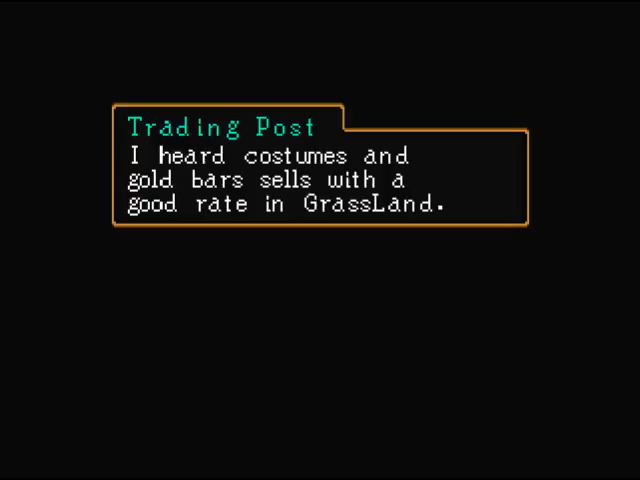 Trading Post
I heard costumes and
gold bars sells with a
good rate in GrassLand.